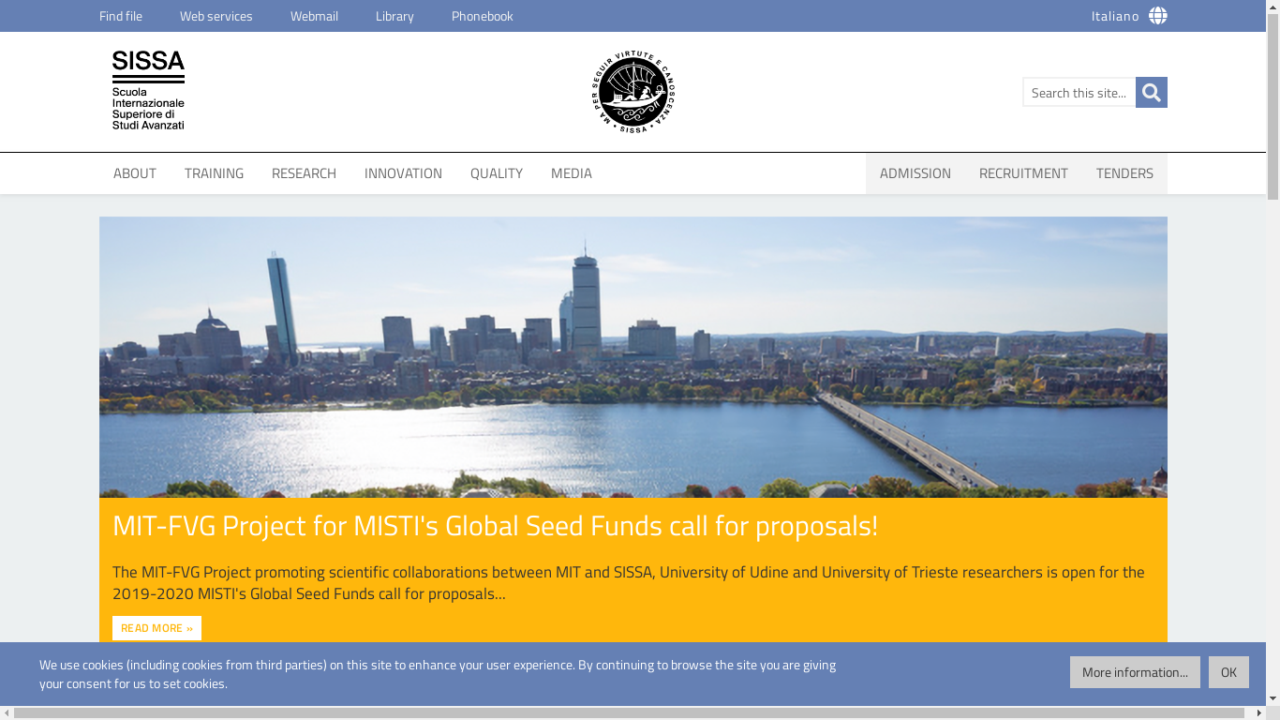 Find file Web services Webmail Library Phonebook Italiano
SISSA
Scuola
Internazionale
Superiore di
Studi Avanzati
MA PER SEGUIR VIRTUTE E CANOSCENZA
• SISSA •
Search this site...
ABOUT TRAINING RESEARCH INNOVATION QUALITY MEDIA ADMISSION RECRUITMENT TENDERS
MIT-FVG Project for MISTI's Global Seed Funds call for proposals!
The MIT-FVG Project promoting scientific collaborations between MIT and SISSA, University of Udine and University of Trieste researchers is open for the
2019-2020 MISTI's Global Seed Funds call for proposals...
READ MORE »
We use cookies (including cookies from third parties) on this site to enhance your user experience. By continuing to browse the site you are giving
your consent for us to set cookies.
More information... OK